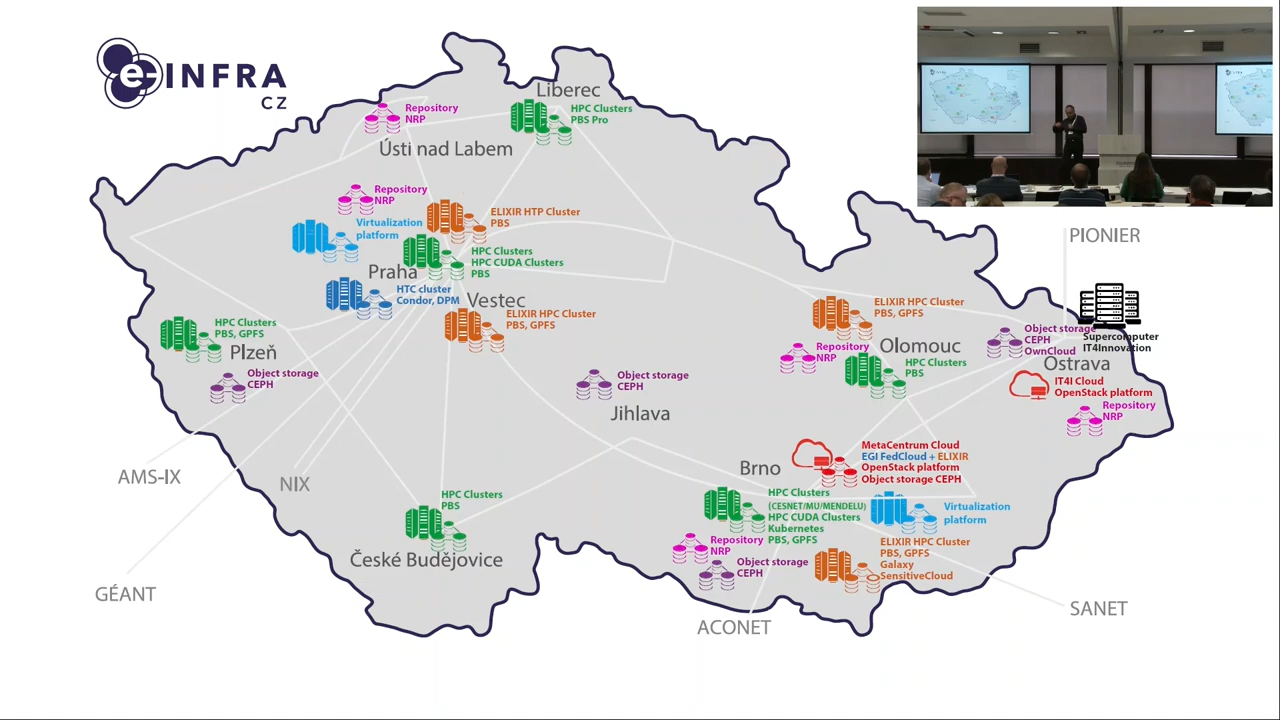 e-INFRA
CZ
Liberec
HPC Clusters
PBS Pro
Repository
NRP
Ústi nad Labem
Repository
NRP
Virtualization
platform
ELIXIR HTP Cluster
PBS
HPC Clusters
HPC CUDA Clusters
PBS
Praha
HTC cluster
Condor, DPM
Vestec
ELIXIR HPC Cluster
PBS, GPFS
HPC Clusters
PBS, GPFS
Plzeň
Object storage
CEPH
Object storage
CEPH
Jihlava
ELIXIR HPC Cluster
PBS, GPFS
Repository
NRP
Olomouc
HPC Clusters
PBS
PIONIER
Object storage
CEPH
OwnCloud
Supercomputer
IT4Innovation
Ostrava
IT4I Cloud
OpenStack platform
Repository
NRP
MetaCentrum Cloud
EGI FedCloud + ELIXIR
OpenStack platform
Object storage CEPH
Brno
HPC Clusters
(CESNET/MU/MENDELU)
HPC CUDA Clusters
Kubernetes
PBS, GPFS
Virtualization
platform
Repository
NRP
Object storage
CEPH
ELIXIR HPC Cluster
PBS, GPFS
Galaxy
SensitiveCloud
AMS-IX
NIX
HPC Clusters
PBS
České Budějovice
GÉANT
ACONET
SANET